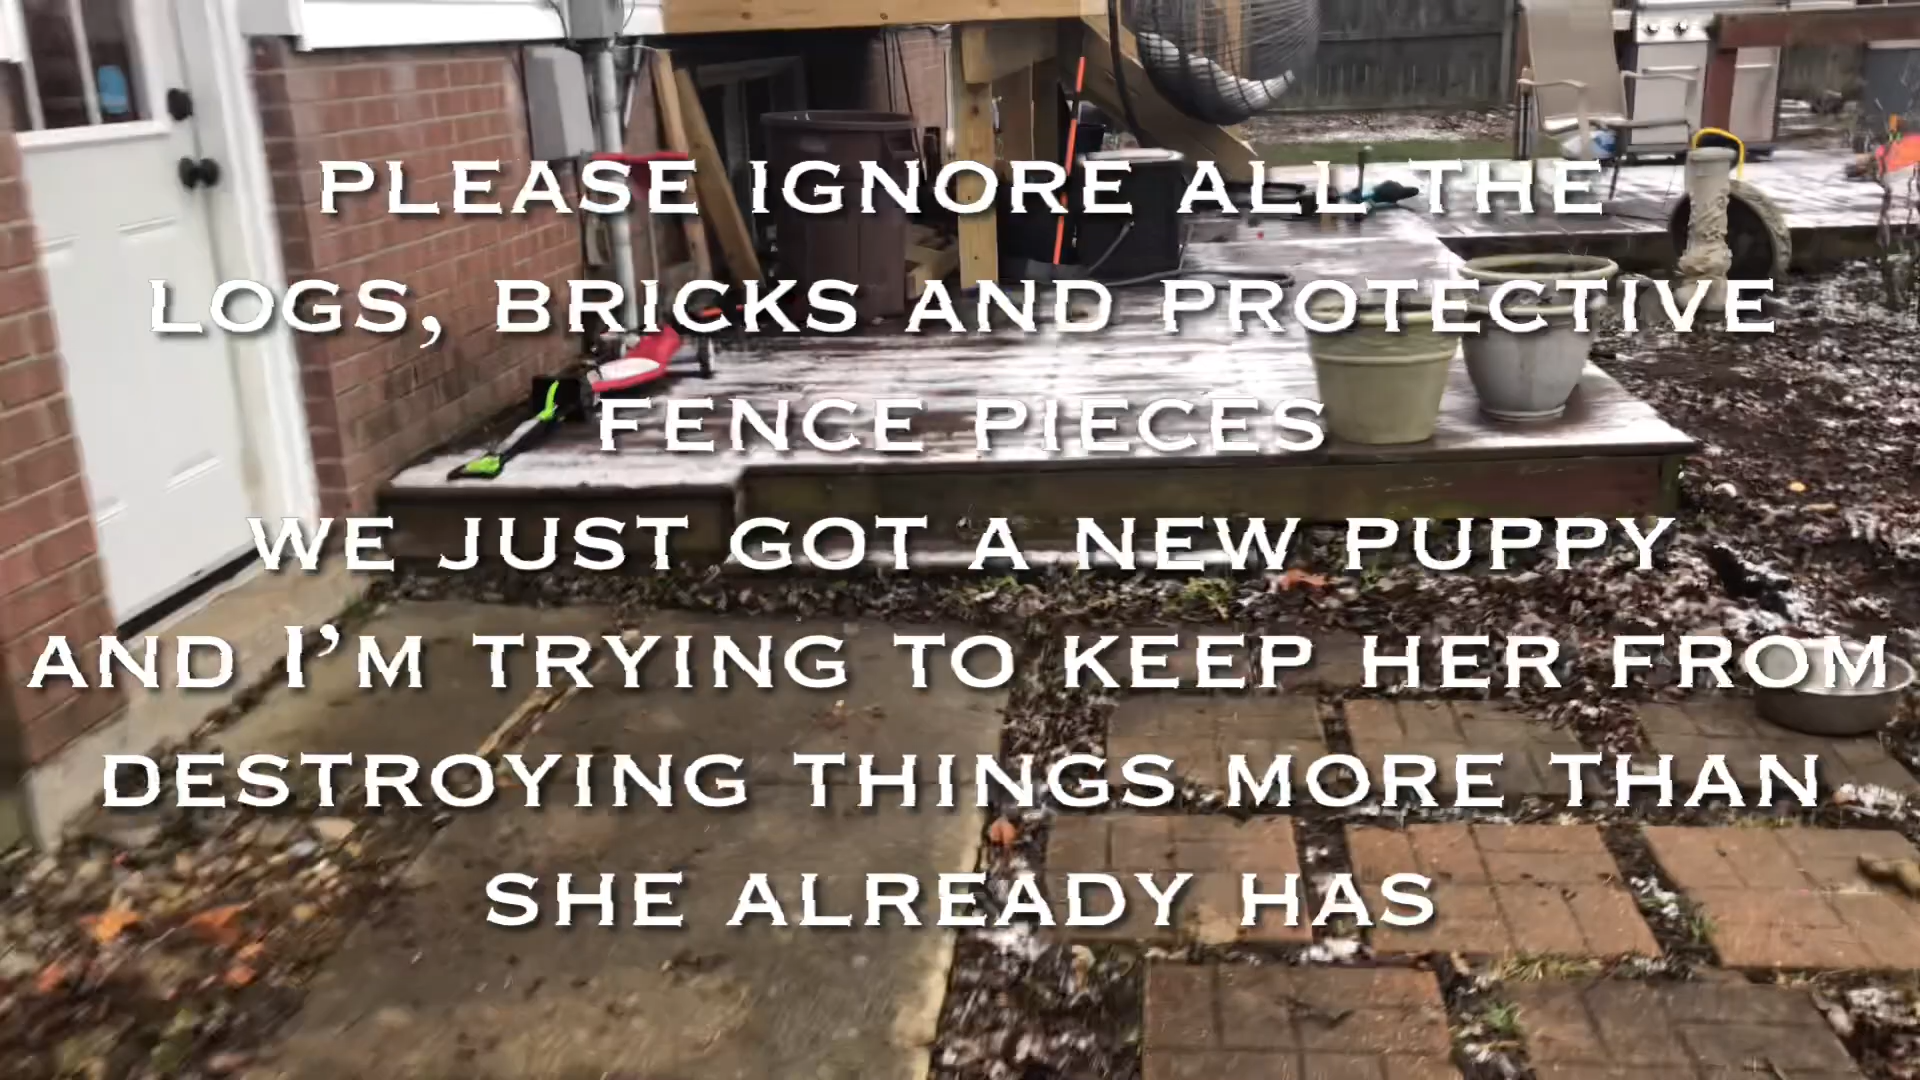 PLEASE IGNORE ALL THE
LOGS, BRICKS AND PROTECTIVE
FENCE PIECES
WE JUST GOT A NEW PUPPY
AND I'M TRYING TO KEEP HER FROM
DESTROYING THINGS MORE THAN
SHE ALREADY HAS